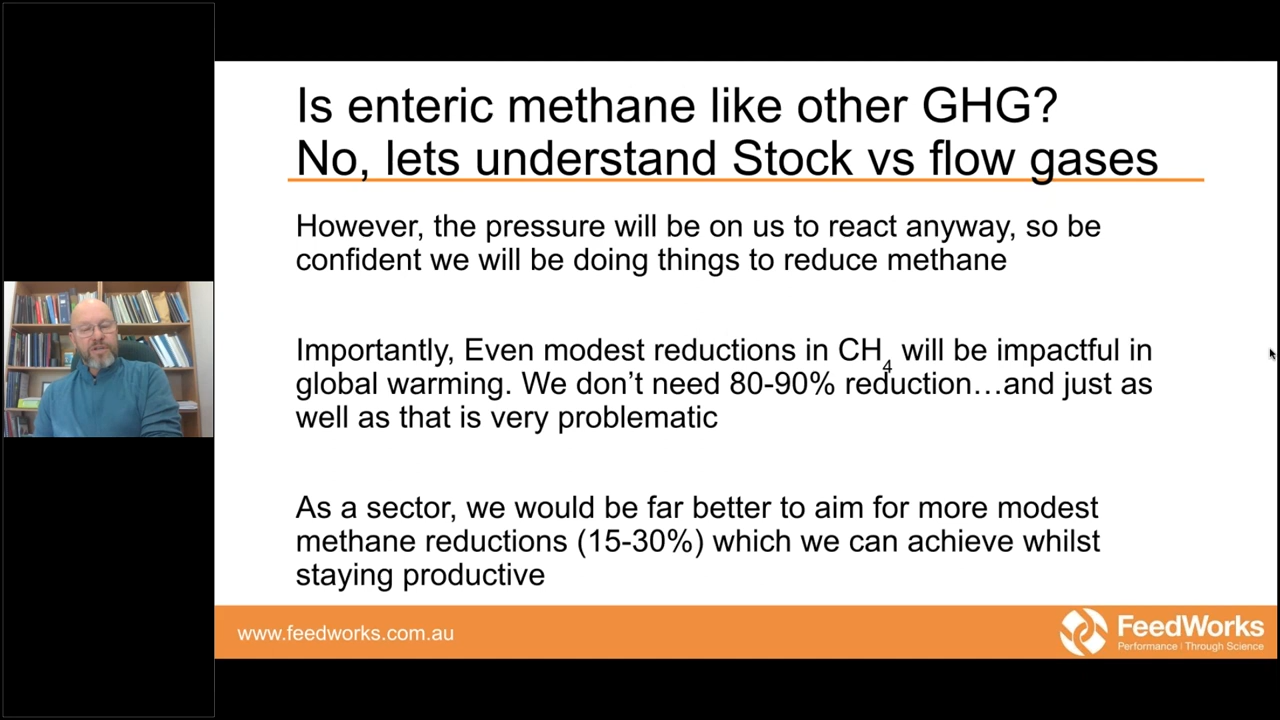 Is enteric methane like other GHG?
No, lets understand Stock vs flow gases
However, the pressure will be on us to react anyway, so be
confident we will be doing things to reduce methane
Importantly, Even modest reductions in CH4 will be impactful in
global warming. We don’t need 80-90% reduction…and just as
well as that is very problematic
As a sector, we would be far better to aim for more modest
methane reductions (15-30%) which we can achieve whilst
staying productive
www.feedworks.com.au
FeedWorks
Performance | Through Science